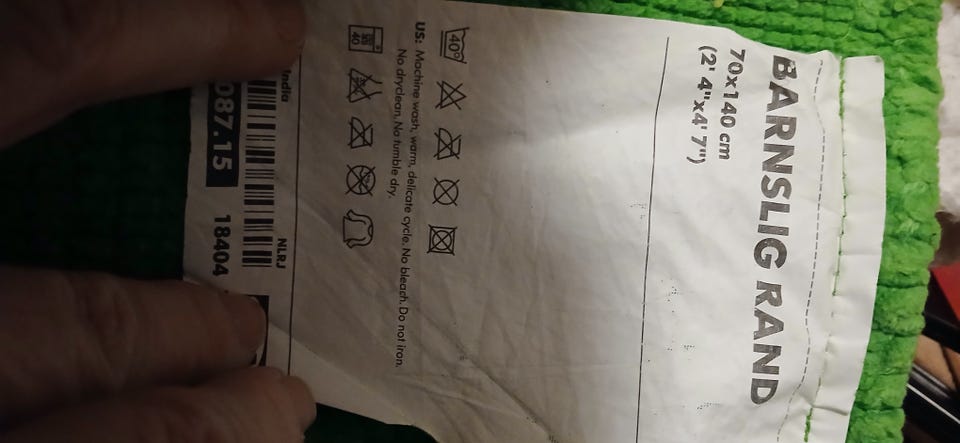 BARNSLIG RAND
70x140 cm
(2' 4"x4' 7")
40°
US: Machine wash, warm, delicate cycle. No bleach. Do not iron.
No dryclean. No tumble dry.
40
India
NLRJ
087.15
18404